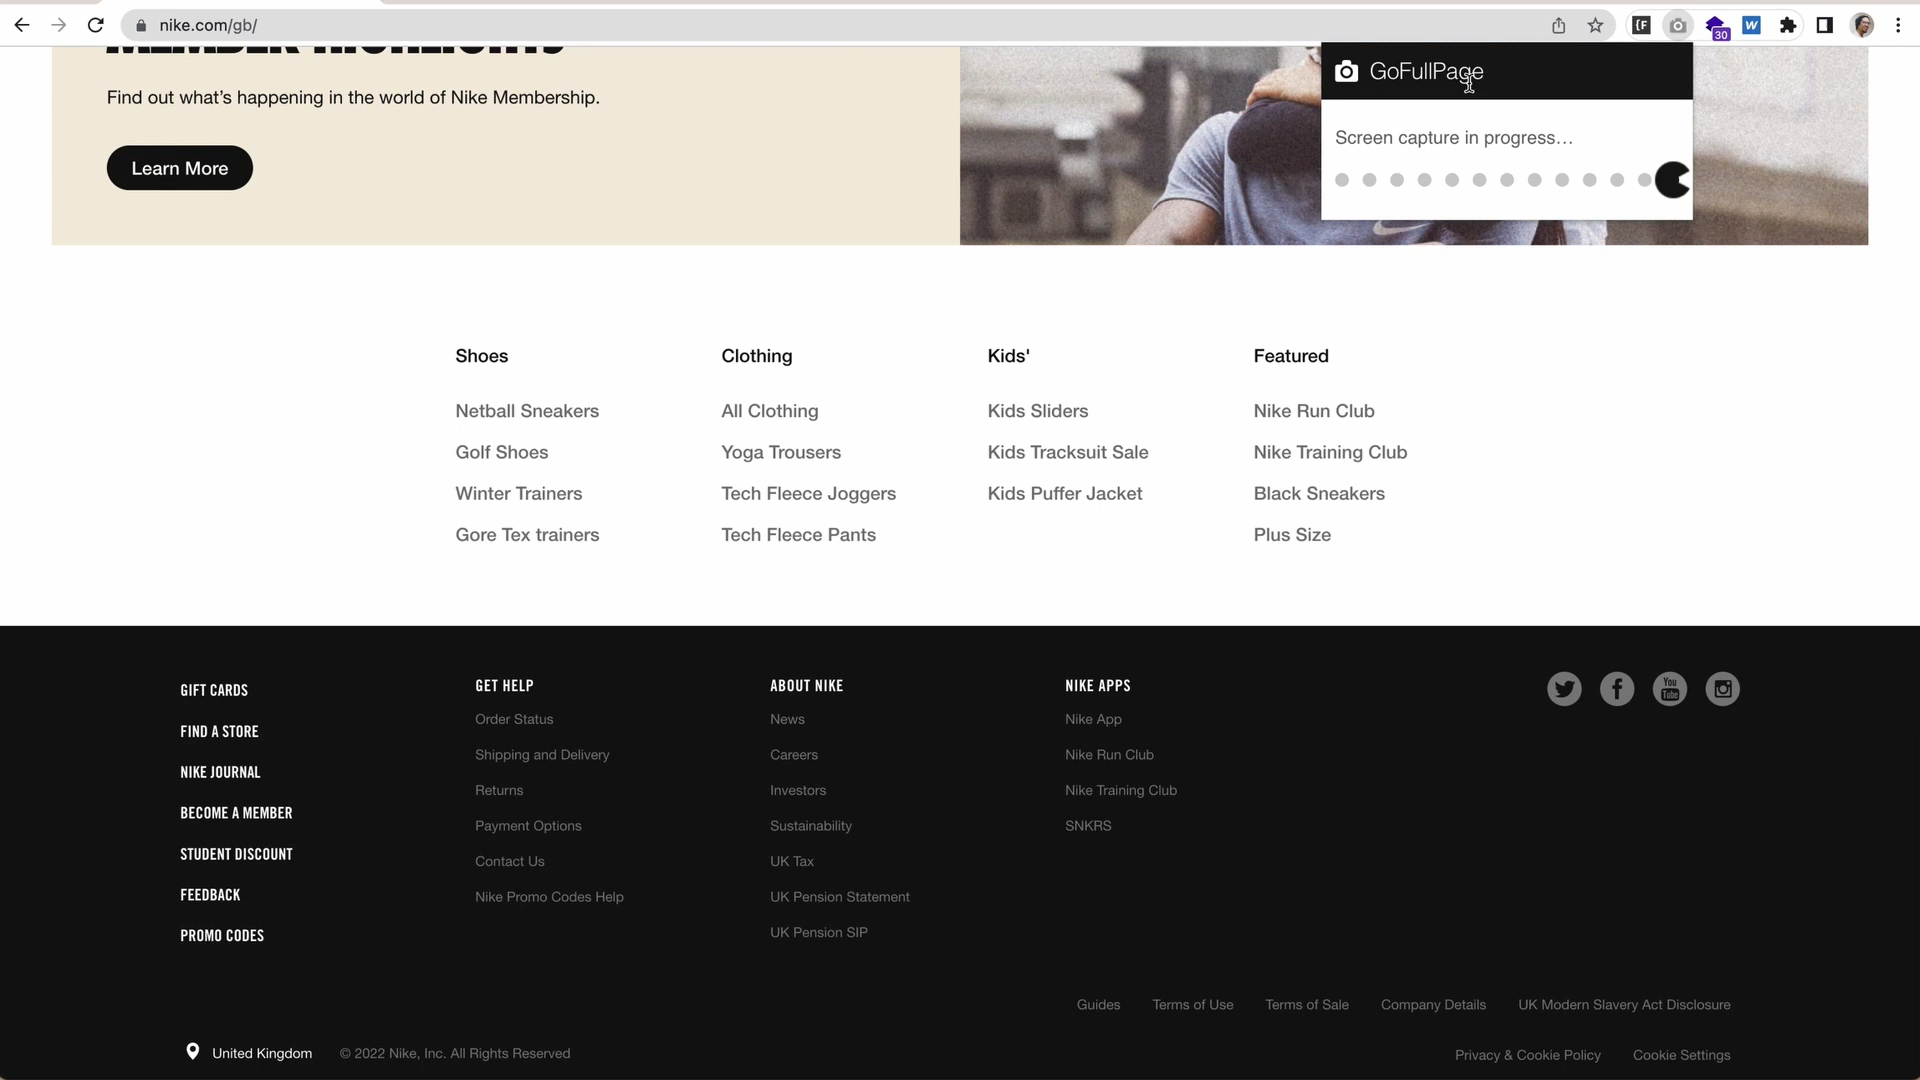 nike.com/gb/
30
W
MEMBER HIGHLIGHTS
Find out what's happening in the world of Nike Membership.
Learn More
GoFullPage
Screen capture in progress…
Shoes
Netball Sneakers
Golf Shoes
Winter Trainers
Gore Tex trainers
Clothing
All Clothing
Yoga Trousers
Tech Fleece Joggers
Tech Fleece Pants
Kids'
Kids Sliders
Kids Tracksuit Sale
Kids Puffer Jacket
Featured
Nike Run Club
Nike Training Club
Black Sneakers
Plus Size
GIFT CARDS
FIND A STORE
NIKE JOURNAL
BECOME A MEMBER
STUDENT DISCOUNT
FEEDBACK
PROMO CODES
GET HELP
Order Status
Shipping and Delivery
Returns
Payment Options
Contact Us
Nike Promo Codes Help
ABOUT NIKE
News
Careers
Investors
Sustainability
UK Tax
UK Pension Statement
UK Pension SIP
NIKE APPS
Nike App
Nike Run Club
Nike Training Club
SNKRS
You
Tube
Guides
Terms of Use
Terms of Sale
Company Details
UK Modern Slavery Act Disclosure
United Kingdom
© 2022 Nike, Inc. All Rights Reserved
Privacy & Cookie Policy
Cookie Settings